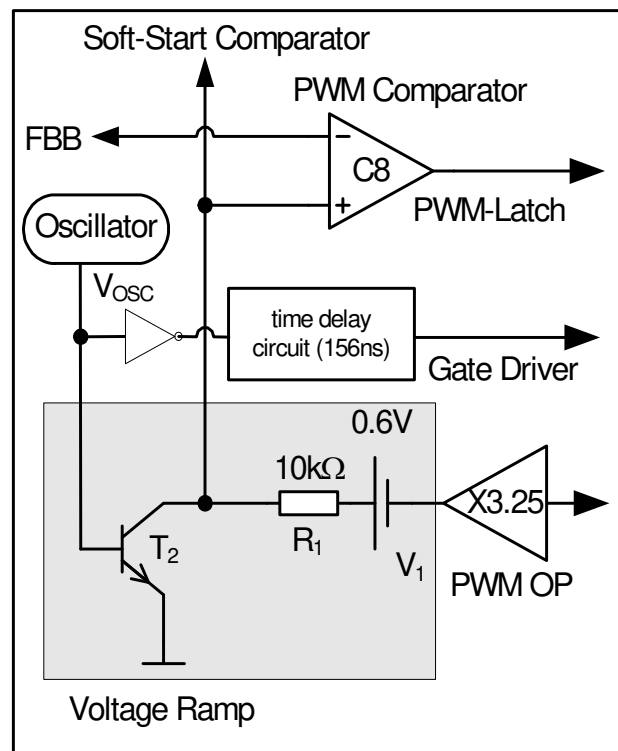 Soft-Start Comparator
PWM Comparator
FBB
−
C8
+
PWM-Latch
Oscillator
VOSC
time delay
circuit (156ns)
Gate Driver
0.6V
10kΩ
X3.25
T2
R1
V1
PWM OP
Voltage Ramp